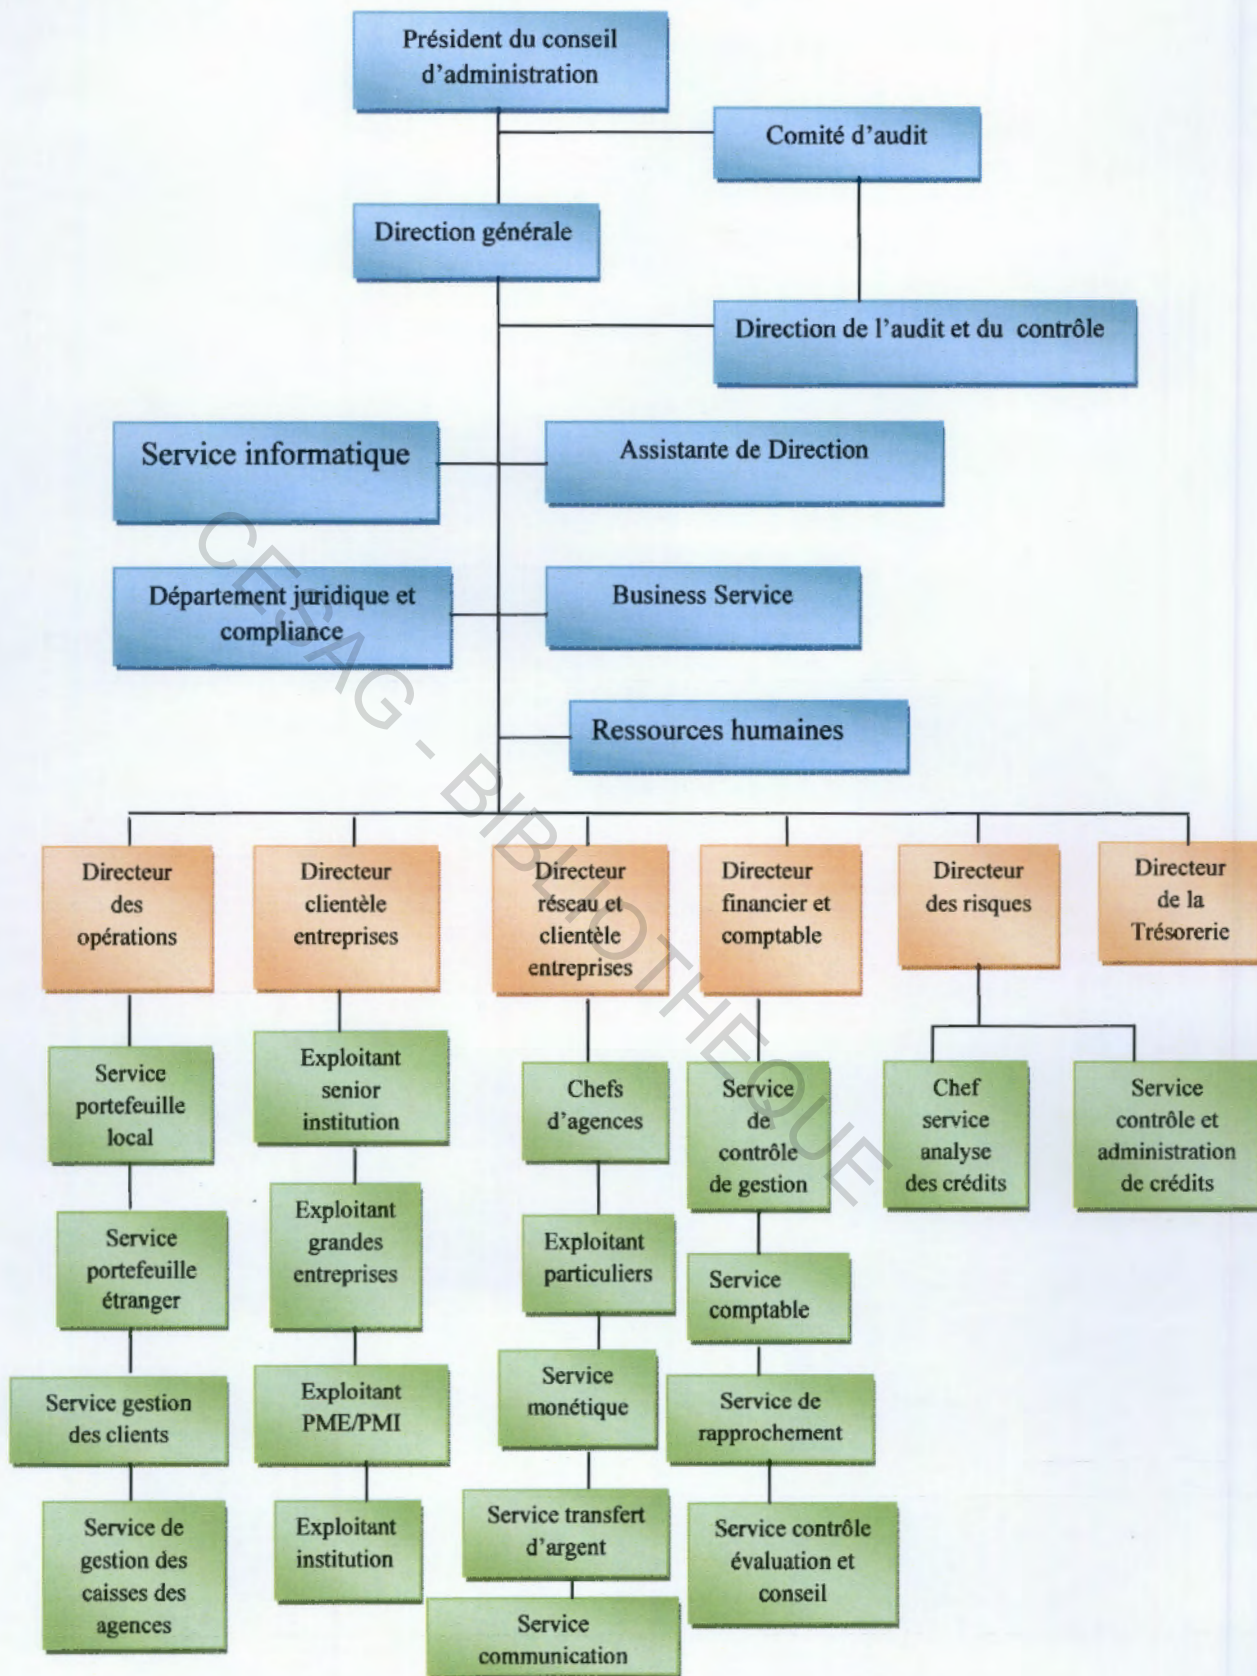 Président du conseil
d'administration
Comité d'audit
Direction générale
Direction de l'audit et du contrôle
Service informatique
Assistante de Direction
Département juridique et
compliance
Business Service
Ressources humaines
Directeur
des
opérations
Directeur
clientèle
entreprises
Directeur
réseau et
clientèle
entreprises
Directeur
financier et
comptable
Directeur
des risques
Directeur
de la
Trésorerie
Service
portefeuille
local
Exploitant
senior
institution
Chefs
d'agences
Service
de
contrôle
de gestion
Chef
service
analyse
des crédits
Service
contrôle et
administration
de crédits
Service
portefeuille
étranger
Exploitant
grandes
entreprises
Exploitant
particuliers
Service
comptable
Service gestion
des clients
Exploitant
PME/PMI
Service
monétique
Service de
rapprochement
Service de
gestion des
caisses des
agences
Exploitant
institution
Service transfert
d'argent
Service contrôle
évaluation et
conseil
Service
communication
CESAG - BIBLIOTHEQUE